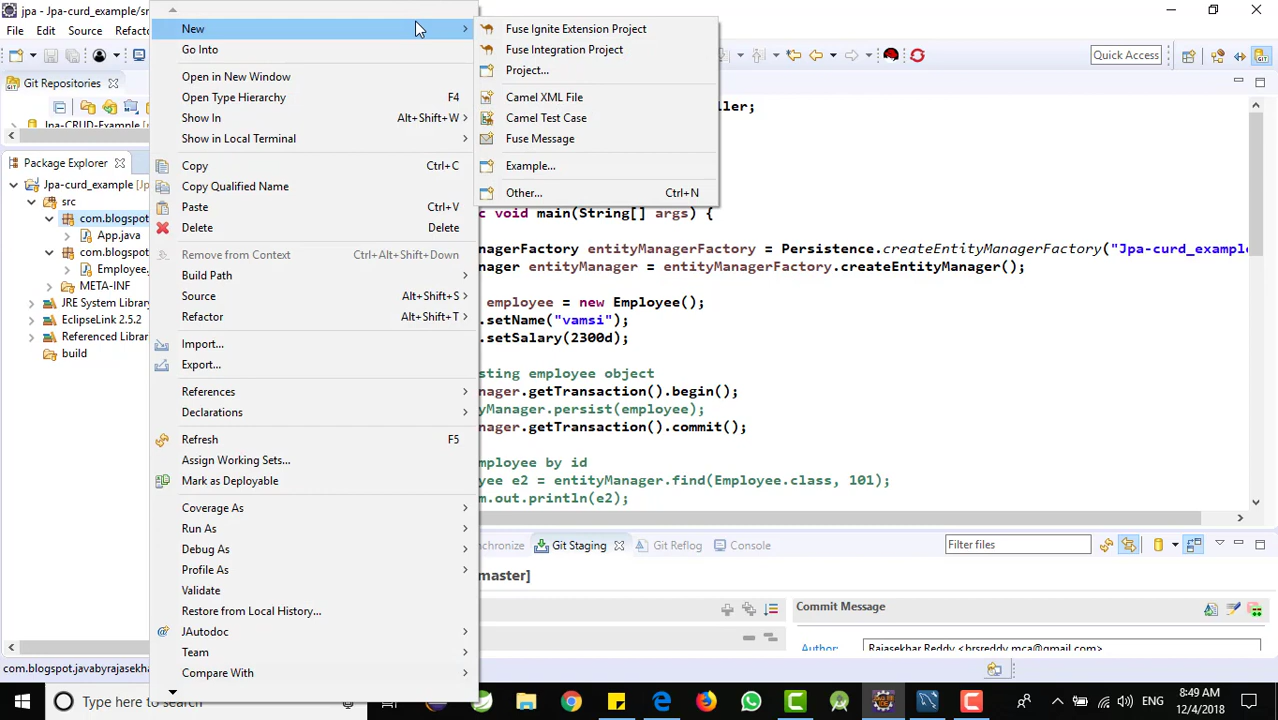 jpa - Jpa-curd_example/sr
File
Edit
Source
Refact
Quick Access
Git Repositories
Jpa-CRUD-Example
Package Explorer
Jpa-curd_example [Jp
src
com.blogspot
App.java
com.blogspot
Employee.
META-INF
JRE System Library
EclipseLink 2.5.2
Referenced Librar
build
com.blogspot.javabyrajasekha
New
Go Into
Open in New Window
Open Type Hierarchy F4
Show In Alt+Shift+W
Show in Local Terminal
Copy Ctrl+C
Copy Qualified Name
Paste Ctrl+V
Delete Delete
Remove from Context Ctrl+Alt+Shift+Down
Build Path
Source Alt+Shift+S
Refactor Alt+Shift+T
Import...
Export...
References
Declarations
Refresh F5
Assign Working Sets...
Mark as Deployable
Coverage As
Run As
Debug As
Profile As
Validate
Restore from Local History...
JAutodoc
Team
Compare With
Fuse Ignite Extension Project
Fuse Integration Project
Project...
Camel XML File
Camel Test Case
Fuse Message
Example...
Other... Ctrl+N
ller;
c void main(String[] args) {
nagerFactory entityManagerFactory = Persistence.createEntityManagerFactory("Jpa-curd_example
nager entityManager = entityManagerFactory.createEntityManager();
employee = new Employee();
.setName("vamsi");
.setSalary(2300d);
sting employee object
nager.getTransaction().begin();
yManager.persist(employee);
nager.getTransaction().commit();
mployee by id
yee e2 = entityManager.find(Employee.class, 101);
m.out.println(e2);
nchronize
Git Staging
Git Reflog
Console
Filter files
master]
Commit Message
Author: Rajasekhar Reddy <brsreddy.mca@gmail.com>
Type here to
ENG
8:49 AM
12/4/2018